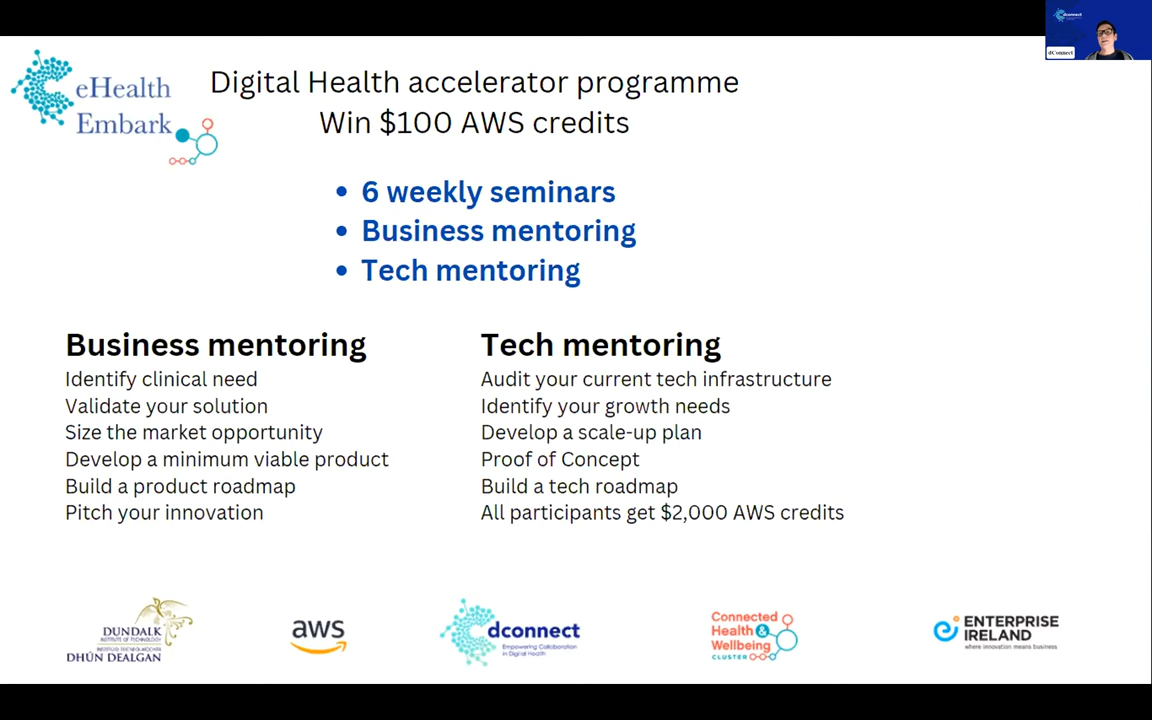 eHealth
Embark
Digital Health accelerator programme
Win $100 AWS credits
• 6 weekly seminars
• Business mentoring
• Tech mentoring
Business mentoring
Identify clinical need
Validate your solution
Size the market opportunity
Develop a minimum viable product
Build a product roadmap
Pitch your innovation
Tech mentoring
Audit your current tech infrastructure
Identify your growth needs
Develop a scale-up plan
Proof of Concept
Build a tech roadmap
All participants get $2,000 AWS credits
DUNDALK
INSTITUTE OF TECHNOLOGY
DHÚN DEALGAN
aws
dconnect
Empowering Collaboration
in Digital Health
Connected
Health &
Wellbeing
CLUSTER
ENTERPRISE
IRELAND
where innovation means business
dconnect
dConnect